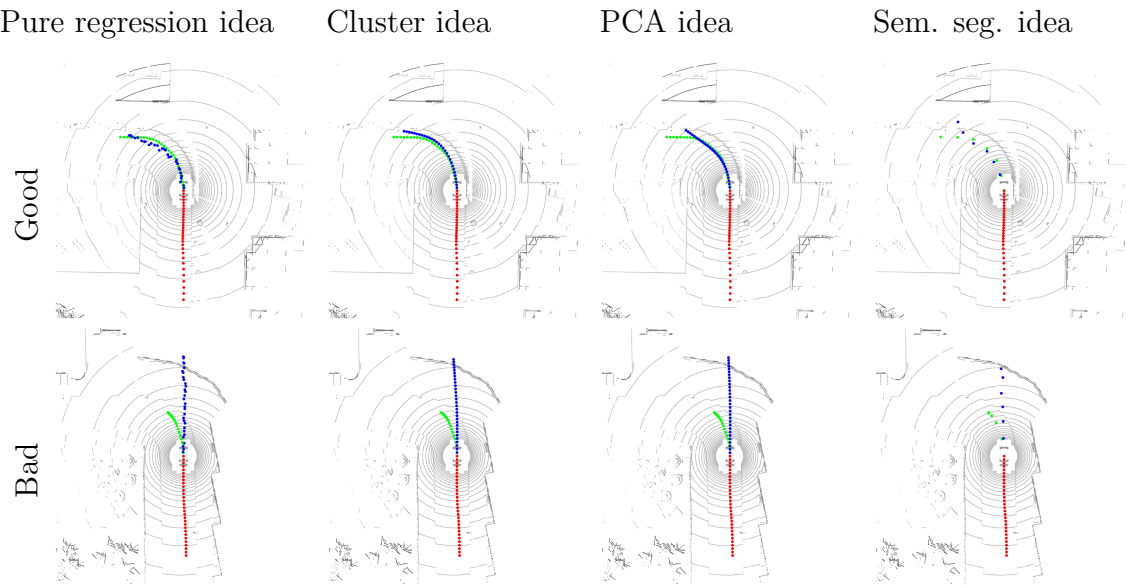 Pure regression idea
Cluster idea
PCA idea
Sem. seg. idea
Good
Bad